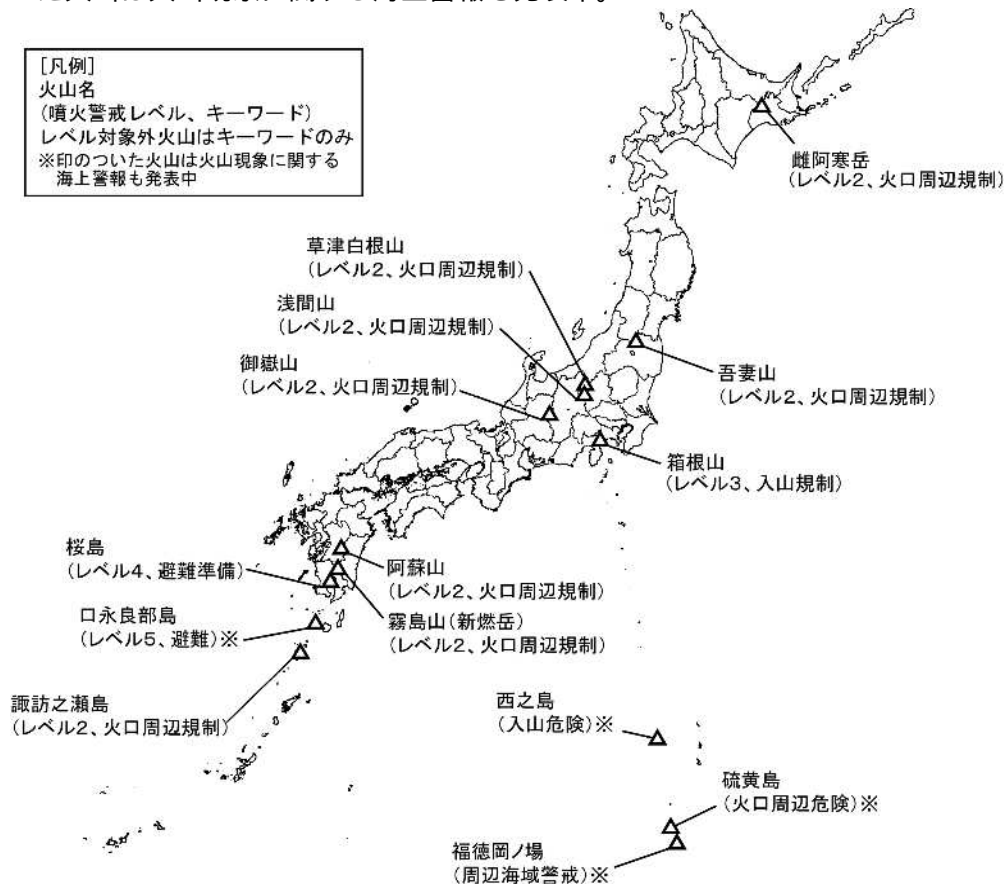 [凡例]
火山名
(噴火警戒レベル、キーワード)
レベル対象外火山はキーワードのみ
※印のついた火山は火山現象に関する
海上警報も発表中
雌阿寒岳
(レベル2、火口周辺規制)
草津白根山
(レベル2、火口周辺規制)
浅間山
(レベル2、火口周辺規制)
御嶽山
(レベル2、火口周辺規制)
吾妻山
(レベル2、火口周辺規制)
箱根山
(レベル3、入山規制)
桜島
(レベル4、避難準備)
阿蘇山
(レベル2、火口周辺規制)
口永良部島
(レベル5、避難)※
霧島山(新燃岳)
(レベル2、火口周辺規制)
諏訪之瀬島
(レベル2、火口周辺規制)
西之島
(入山危険)※
硫黄島
(火口周辺危険)※
福徳岡ノ場
(周辺海域警戒)※